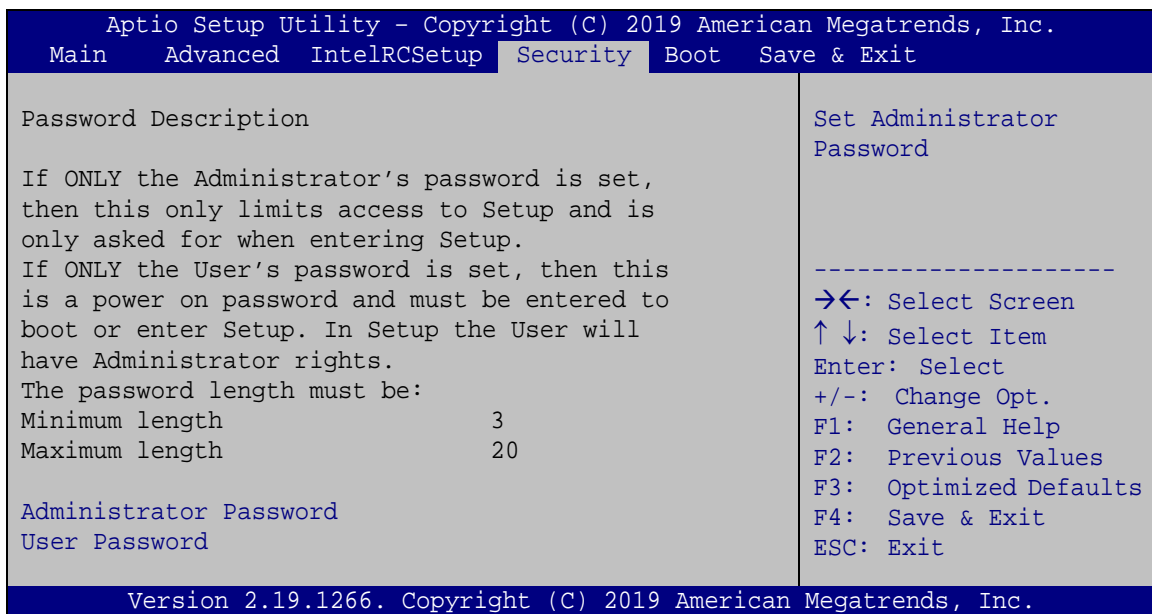 Aptio Setup Utility – Copyright (C) 2019 American Megatrends, Inc.
Main Advanced IntelRCSetup Security Boot Save & Exit
Password Description
If ONLY the Administrator's password is set,
then this only limits access to Setup and is
only asked for when entering Setup.
If ONLY the User's password is set, then this
is a power on password and must be entered to
boot or enter Setup. In Setup the User will
have Administrator rights.
The password length must be:
Minimum length 3
Maximum length 20
Administrator Password
User Password
Set Administrator
Password
---------------------
→←: Select Screen
↑ ↓: Select Item
Enter: Select
+/-: Change Opt.
F1: General Help
F2: Previous Values
F3: Optimized Defaults
F4: Save & Exit
ESC: Exit
Version 2.19.1266. Copyright (C) 2019 American Megatrends, Inc.